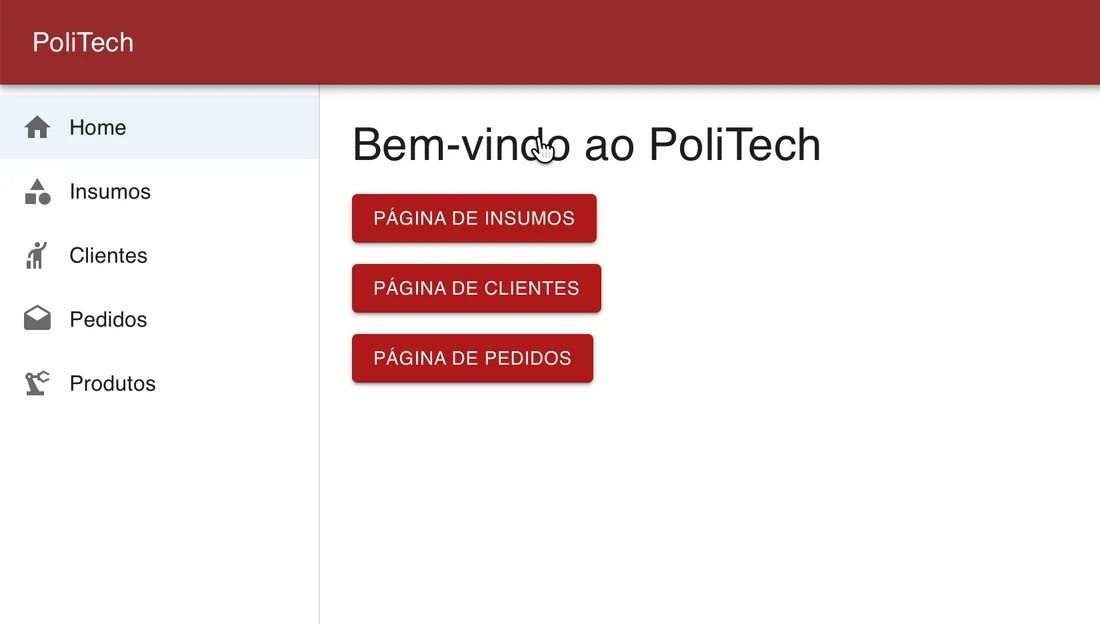 PoliTech
Home
Insumos
Clientes
Pedidos
Produtos
Bem-vindo ao PoliTech
PÁGINA DE INSUMOS
PÁGINA DE CLIENTES
PÁGINA DE PEDIDOS